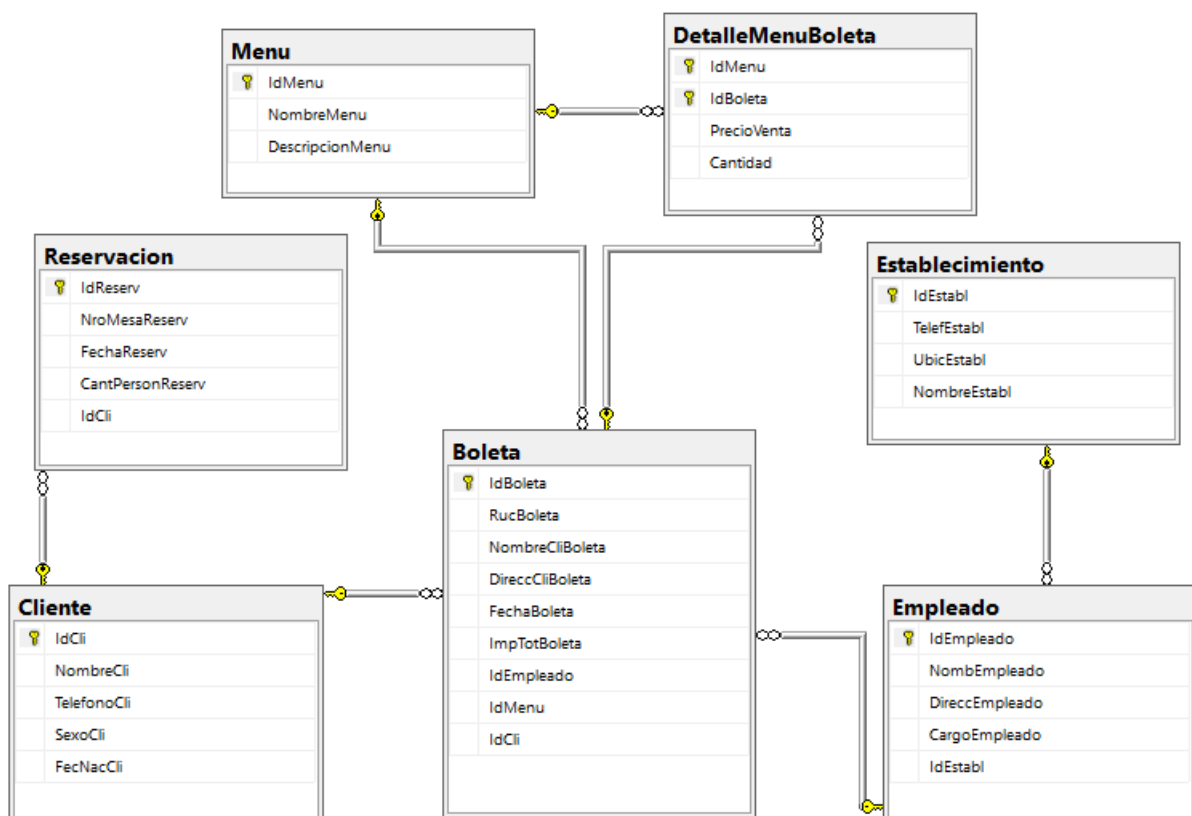 Menu
IdMenu
NombreMenu
DescripcionMenu
DetalleMenuBoleta
IdMenu
IdBoleta
PrecioVenta
Cantidad
Reservacion
IdReserv
NroMesaReserv
FechaReserv
CantPersonReserv
IdCli
Establecimiento
IdEstabl
TelefEstabl
UbicEstabl
NombreEstabl
Boleta
IdBoleta
RucBoleta
NombreCliBoleta
DireccCliBoleta
FechaBoleta
ImpTotBoleta
IdEmpleado
IdMenu
IdCli
Cliente
IdCli
NombreCli
TelefonoCli
SexoCli
FecNacCli
Empleado
IdEmpleado
NombEmpleado
DireccEmpleado
CargoEmpleado
IdEstabl